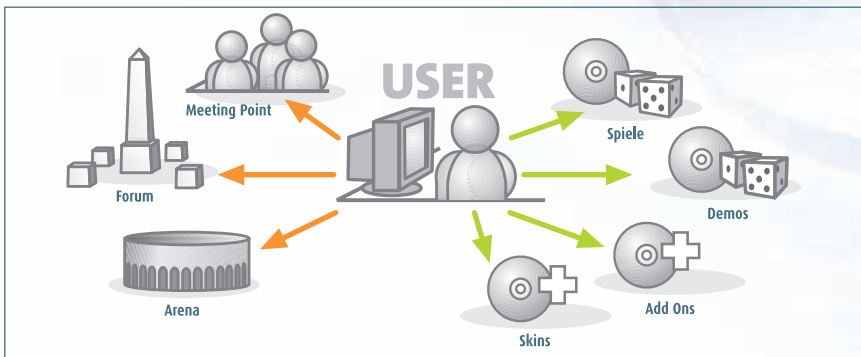 USER
Meeting Point
Spiele
Forum
Demos
Arena
Add Ons
Skins